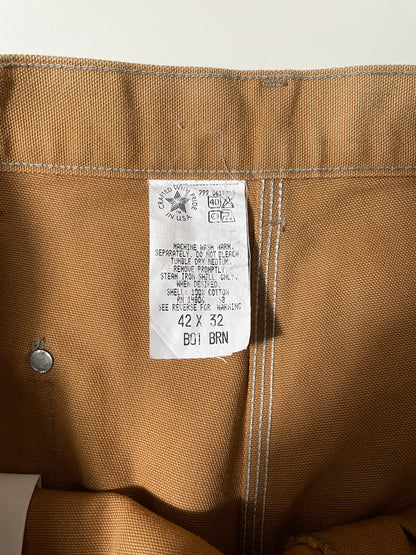 CRAFTED WITH PRIDE
IN U.S.A.
40
MACHINE WASH WARM.
SEPARATELY. DO NOT BLEACH.
TUMBLE DRY MEDIUM.
REMOVE PROMPTLY.
STEAM IRON SHELL ONLY.
WHEN DESIRED.
SHELL: 100% COTTON
RN 14806
SEE REVERSE FOR WARNING
42 X 32
B01 BRN